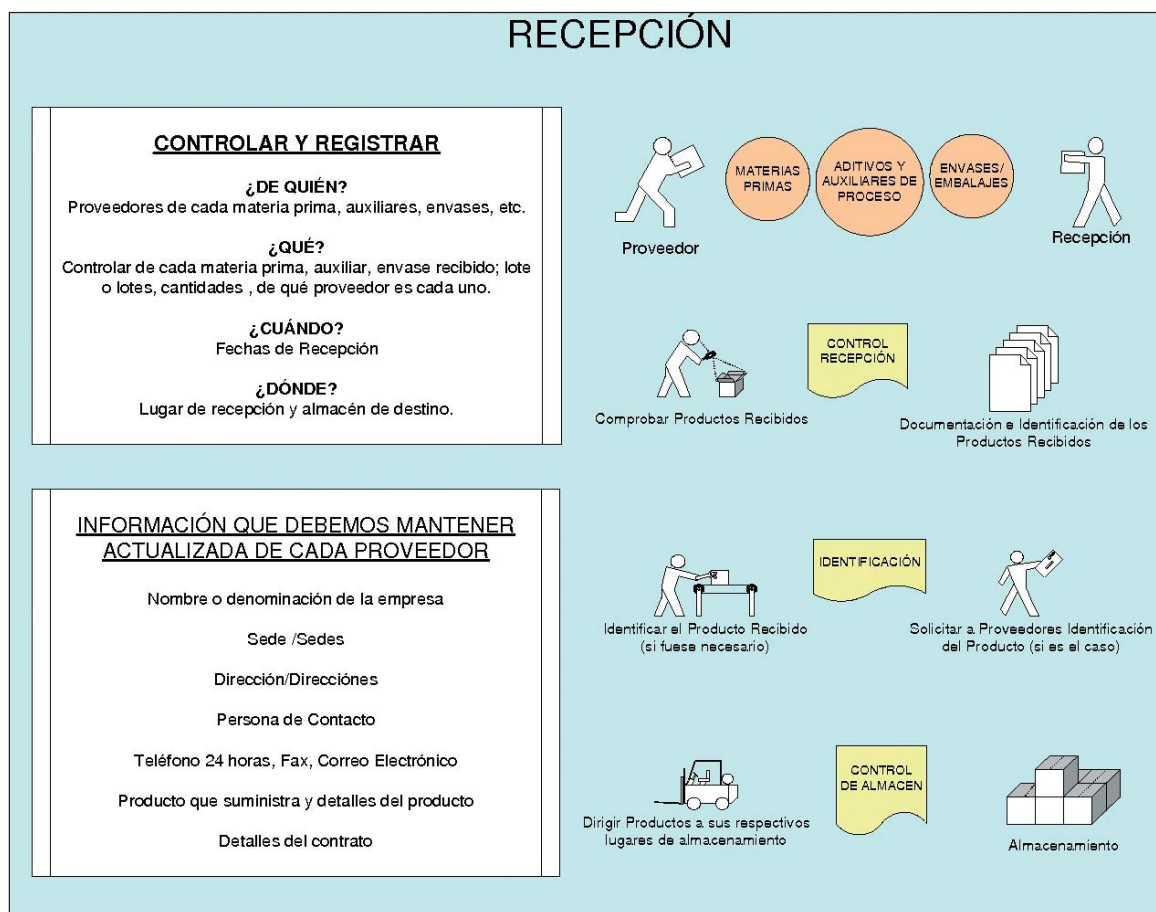 RECEPCIÓN
CONTROLAR Y REGISTRAR
¿DE QUIÉN?
Proveedores de cada materia prima, auxiliares, envases, etc.
¿QUÉ?
Controlar de cada materia prima, auxiliar, envase recibido; lote
o lotes, cantidades , de qué proveedor es cada uno.
¿CUÁNDO?
Fechas de Recepción
¿DÓNDE?
Lugar de recepción y almacén de destino.
INFORMACIÓN QUE DEBEMOS MANTENER
ACTUALIZADA DE CADA PROVEEDOR
Nombre o denominación de la empresa
Sede /Sedes
Dirección/Direcciónes
Persona de Contacto
Teléfono 24 horas, Fax, Correo Electrónico
Producto que suministra y detalles del producto
Detalles del contrato
Proveedor
MATERIAS
PRIMAS
ADITIVOS Y
AUXILIARES DE
PROCESO
ENVASES/
EMBALAJES
Recepción
Comprobar Productos Recibidos
CONTROL
RECEPCIÓN
Documentación e Identificación de los
Productos Recibidos
Identificar el Producto Recibido
(si fuese necesario)
IDENTIFICACIÓN
Solicitar a Proveedores Identificación
del Producto (si es el caso)
Dirigir Productos a sus respectivos
lugares de almacenamiento
CONTROL
DE ALMACEN
Almacenamiento